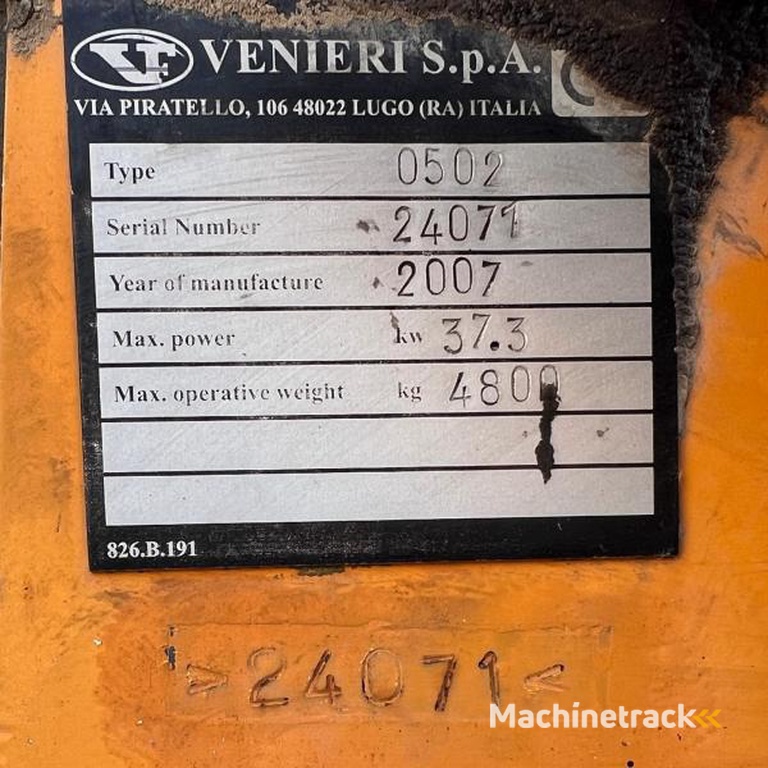 VF VENIERI S.p.A.
VIA PIRATELLO, 106 48022 LUGO (RA) ITALIA
Type 0502
Serial Number 24071
Year of manufacture 2007
Max. power kw 37.3
Max. operative weight kg 4800
826.B.191
>24071<
Machinetrack